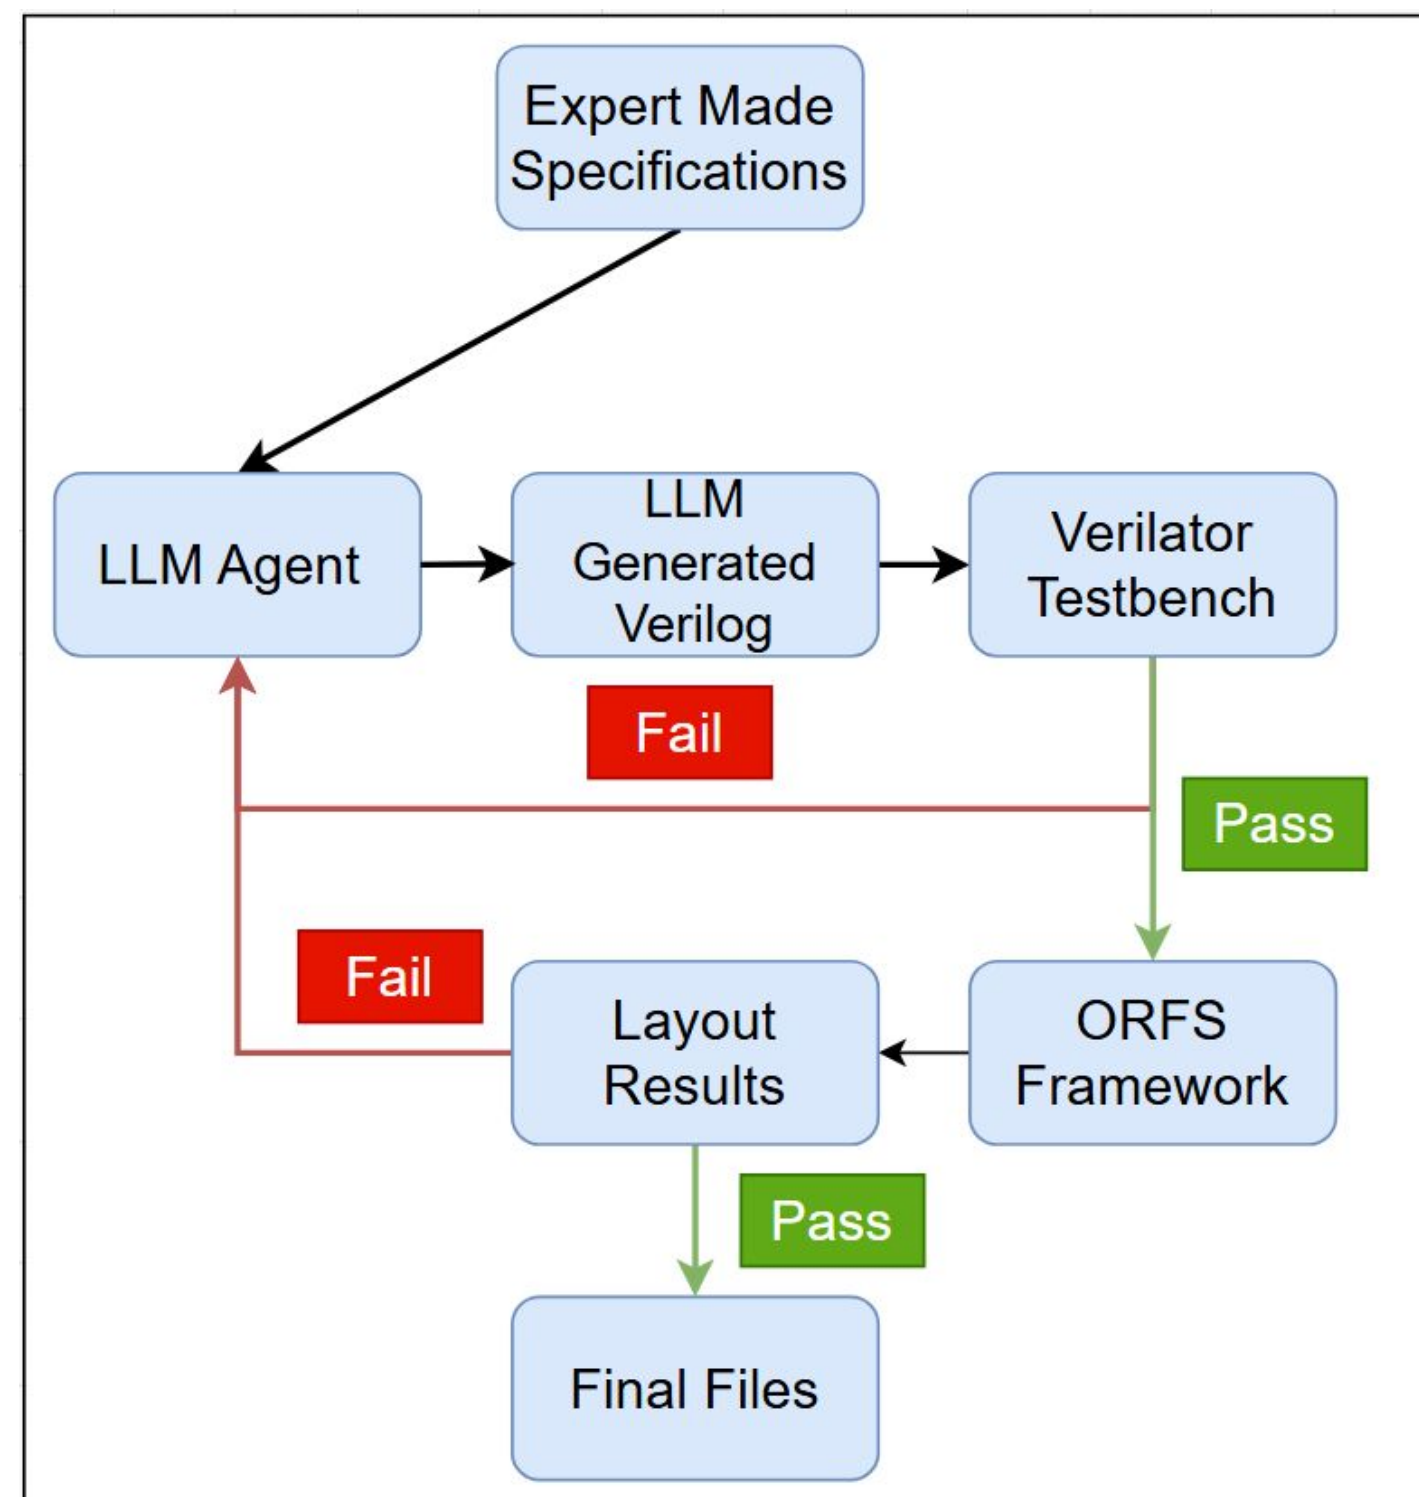 Expert Made
Specifications
LLM Agent
LLM
Generated
Verilog
Verilator
Testbench
Fail
Pass
Fail
Layout
Results
ORFS
Framework
Pass
Final Files